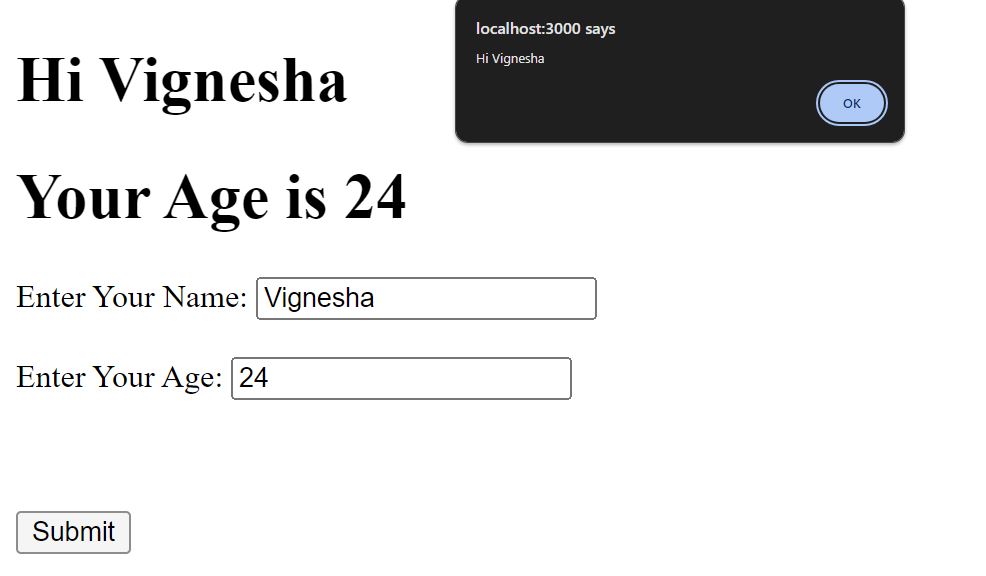 localhost:3000 says
Hi Vignesha
OK
Hi Vignesha
Your Age is 24
Enter Your Name: Vignesha
Enter Your Age: 24
Submit